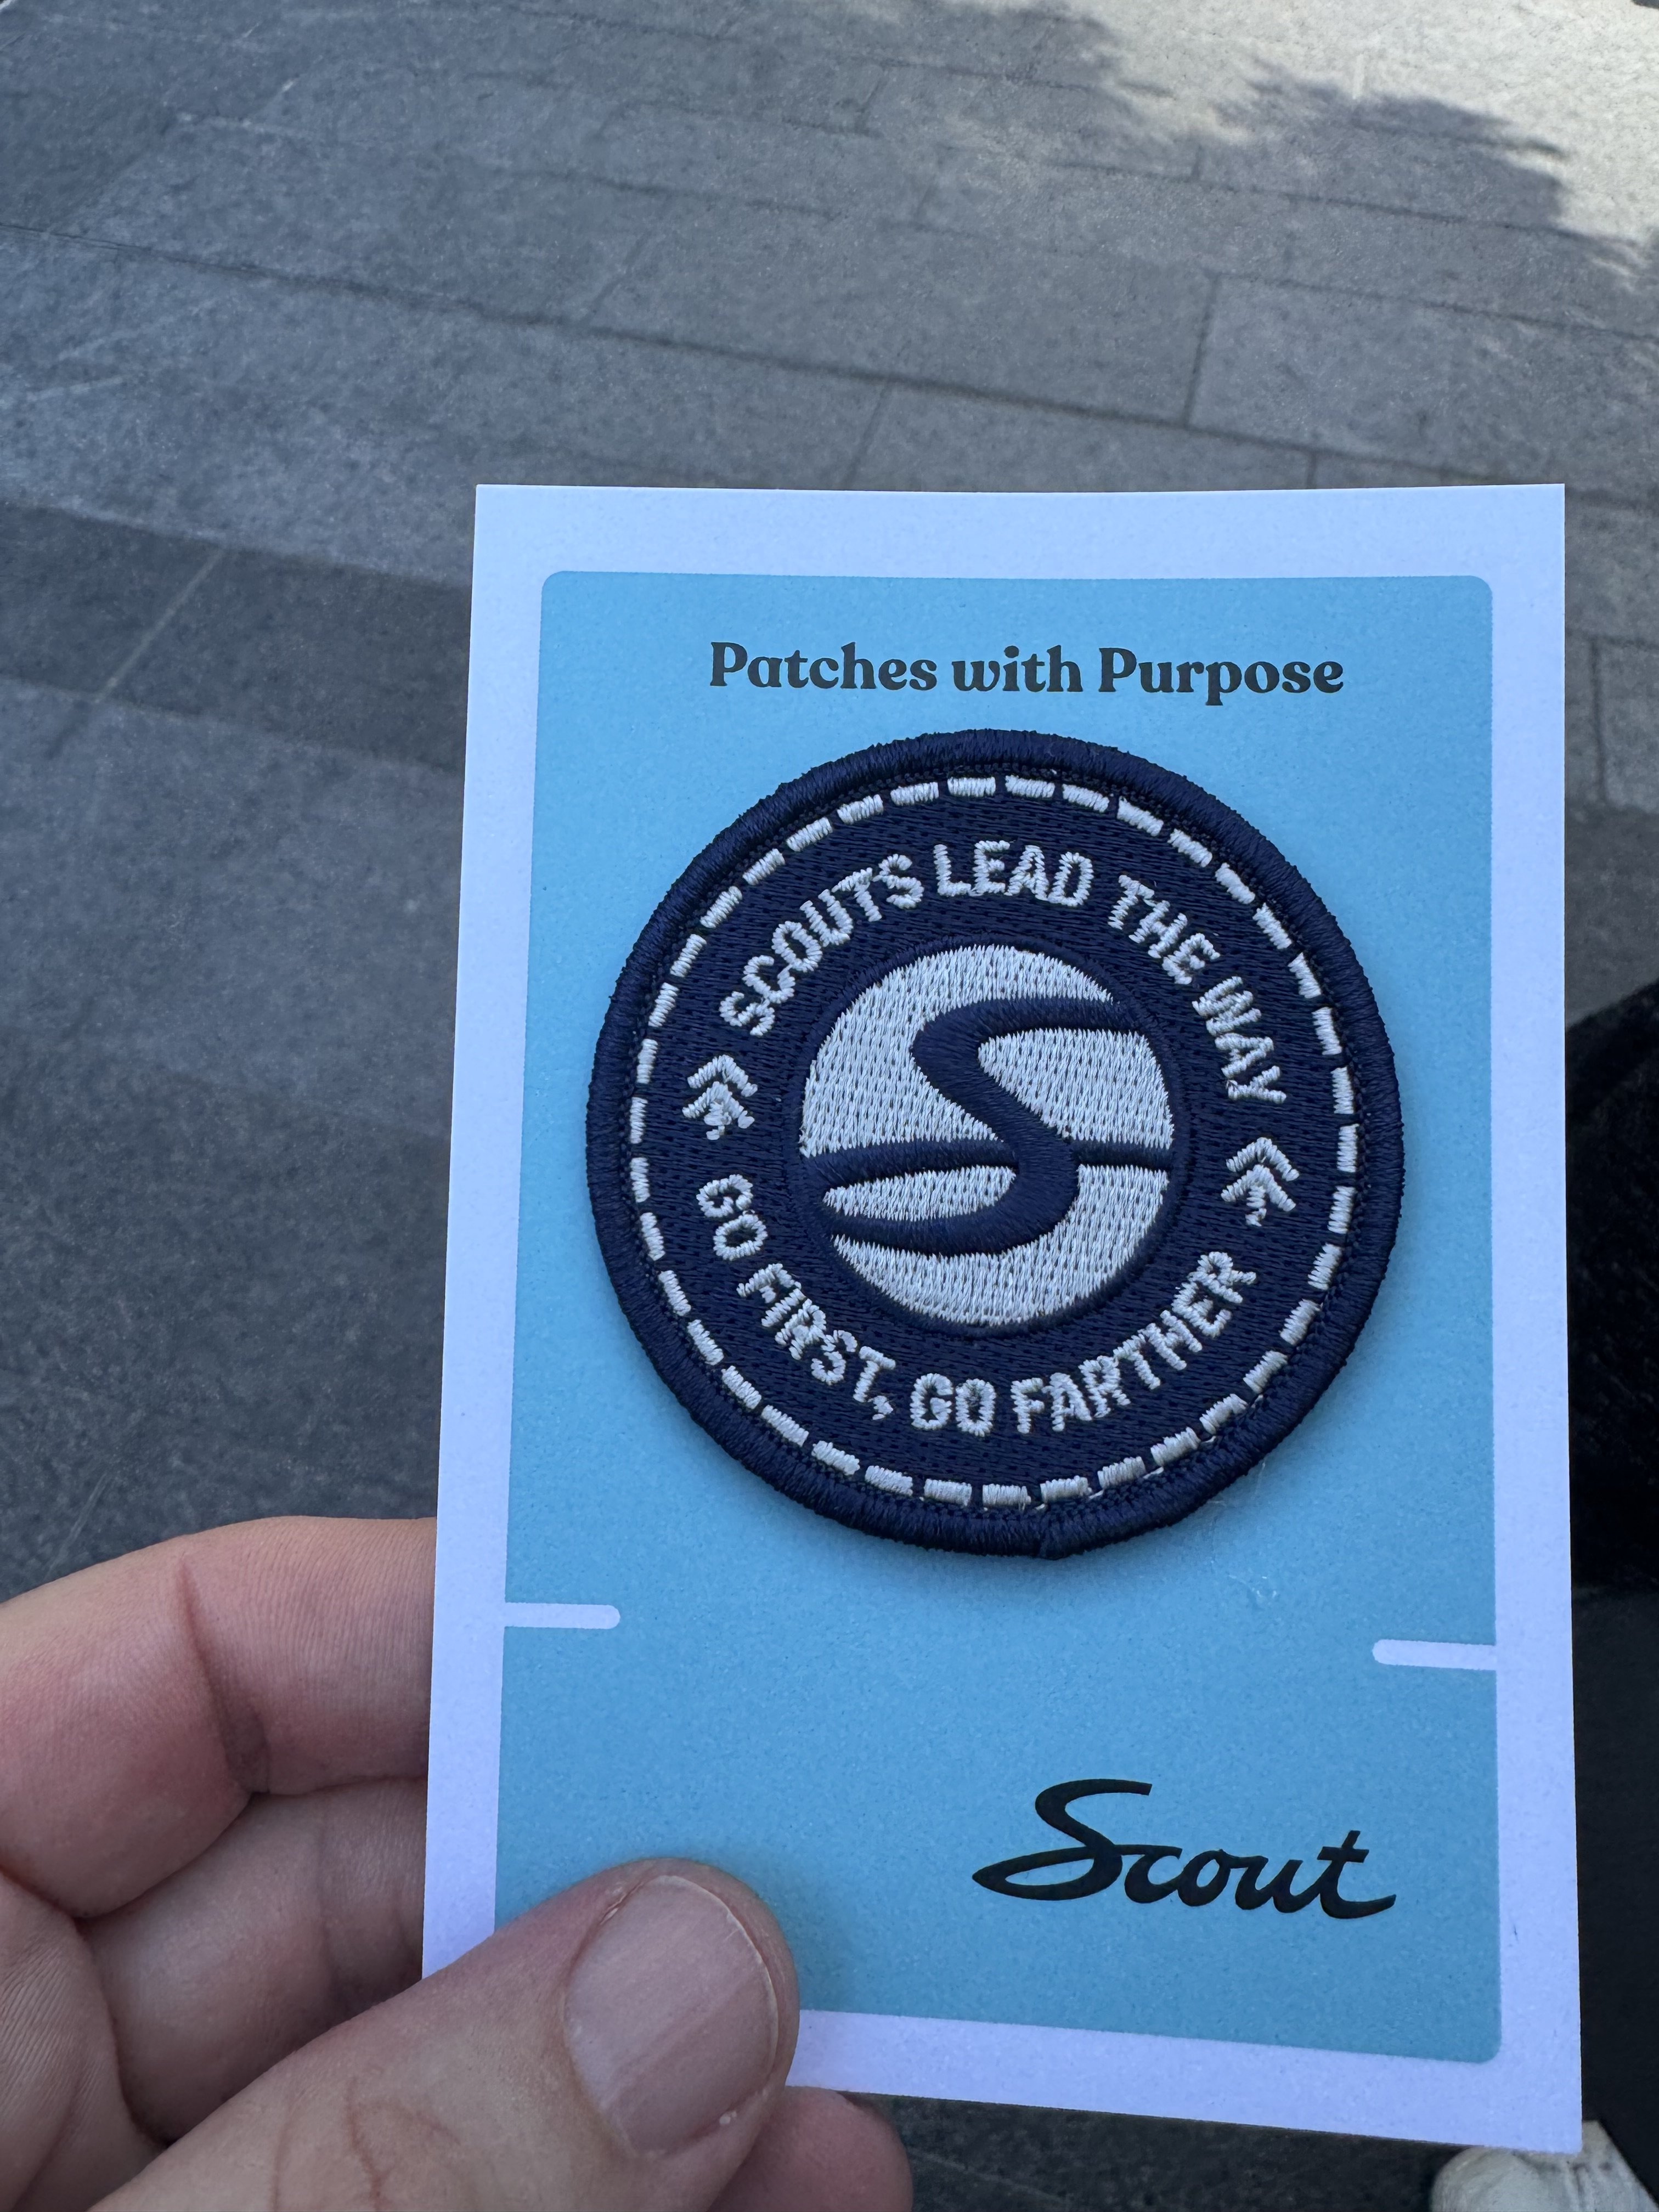 Patches with Purpose
SCOUTS LEAD THE WAY
S
GO FIRST, GO FARTHER
Scout